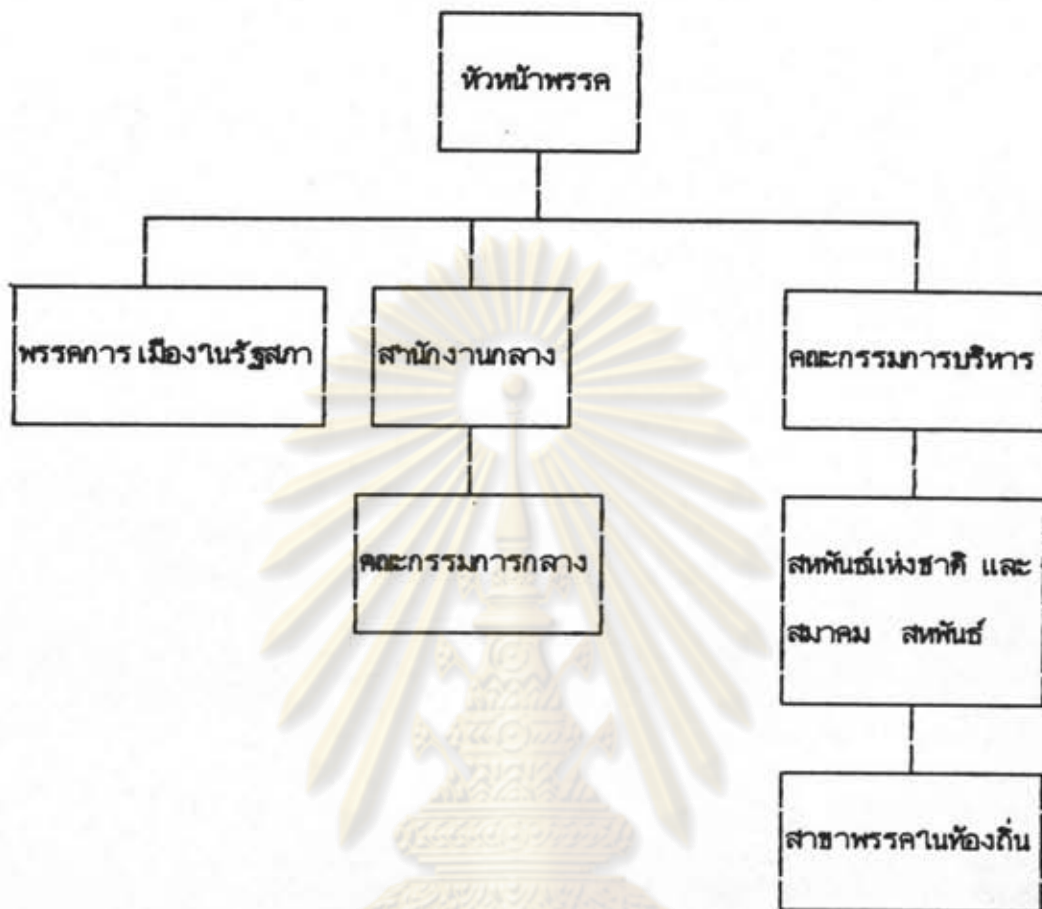 หัวหน้าพรรค
พรรคการเมืองในรัฐสภา
สำนักงานกลาง
คณะกรรมการบริหาร
คณะกรรมการกลาง
สหพันธ์แห่งชาติ และ
สมาคม สหพันธ์
สาขาพรรคในท้องถิ่น